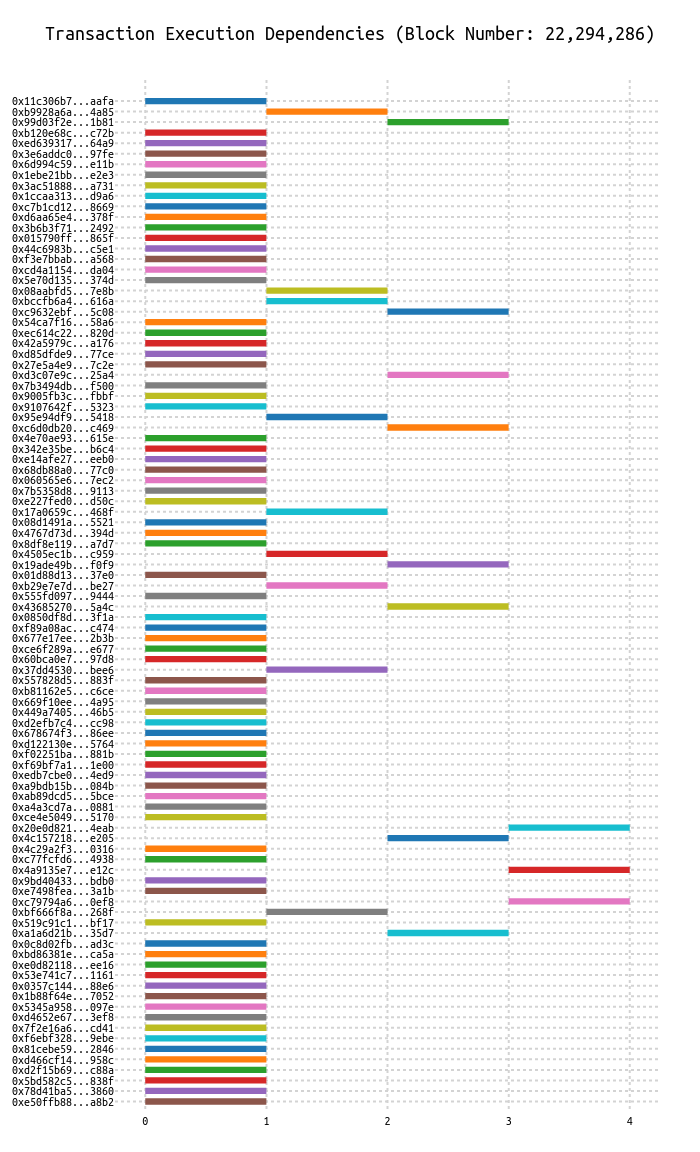 Transaction Execution Dependencies (Block Number: 22,294,286)
0x11c306b7...aafa
0xb9928a6a...4a85
0x99d03f2e...1b81
0xb120e68c...c72b
0xed639317...64a9
0x3e6addc0...97fe
0x6d994c59...e11b
0x1ebe21bb...e2e3
0x3ac51888...a731
0x1ccaa313...d9a6
0xc7b1cd12...8669
0xd6aa65e4...378f
0x3b6b3f71...2492
0x015790ff...865f
0x44c6983b...c5e1
0xf3e7bbab...a568
0xcd4a1154...da04
0x5e70d135...374d
0x08aabfd5...7e8b
0xbccfb6a4...616a
0xc9632ebf...5c08
0x54ca7f16...58a6
0xec614c22...820d
0x42a5979c...a176
0xd85dfde9...77ce
0x27e5a4e9...7c2e
0xd3c07e9c...25a4
0x7b3494db...f500
0x9005fb3c...fbbf
0x9107642f...5323
0x95e94df9...5418
0xc6d0db20...c469
0x4e70ae93...615e
0x342e35be...b6c4
0xe14afe27...eeb0
0x68db88a0...77c0
0x060565e6...7ec2
0x7b5358d8...9113
0xe227fed0...d50c
0x17a0659c...468f
0x08d1491a...5521
0x4767d73d...394d
0x8df8e119...a7d7
0x4505ec1b...c959
0x19ade49b...f0f9
0x01d88d13...37e0
0xb29e7e7d...be27
0x555fd097...9444
0x43685270...5a4c
0x0850df8d...3f1a
0xf89a08ac...c474
0x677e17ee...2b3b
0xce6f289a...e677
0x60bca0e7...97d8
0x37dd4530...bee6
0x557828d5...883f
0xb81162e5...c6ce
0x669f10ee...4a95
0x449a7405...46b5
0xd2efb7c4...cc98
0x678674f3...86ee
0xd122130e...5764
0xf02251ba...881b
0xf69bf7a1...1e00
0xedb7cbe0...4ed9
0xa9bdb15b...084b
0xab89dcd5...5bce
0xa4a3cd7a...0881
0xce4e5049...5170
0x20e0d821...4eab
0x4c157218...e205
0x4c29a2f3...0316
0xc77fcfd6...4938
0x4a9135e7...e12c
0x9bd40433...bdb0
0xe7498fea...3a1b
0xc79794a6...0ef8
0xbf666f8a...268f
0x519c91c1...bf17
0xa1a6d21b...35d7
0x0c8d02fb...ad3c
0xbd86381e...ca5a
0xe0d82118...ee16
0x53e741c7...1161
0x0357c144...88e6
0x1b88f64e...7052
0x5345a958...097e
0xd4652e67...3ef8
0x7f2e16a6...cd41
0xf6ebf328...9ebe
0x81cebe59...2846
0xd466cf14...958c
0xd2f15b69...c88a
0x5bd582c5...838f
0x78d41ba5...3860
0xe50ffb88...a8b2
0 1 2 3 4